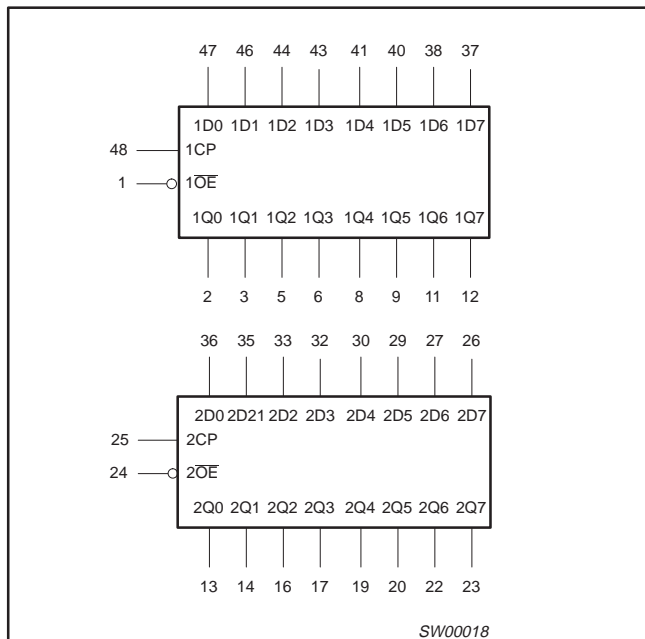 47 46 44 43 41 40 38 37
1D0 1D1 1D2 1D3 1D4 1D5 1D6 1D7
48 1CP
1 1O̅E̅
1Q0 1Q1 1Q2 1Q3 1Q4 1Q5 1Q6 1Q7
2 3 5 6 8 9 11 12
36 35 33 32 30 29 27 26
2D0 2D21 2D2 2D3 2D4 2D5 2D6 2D7
25 2CP
24 2O̅E̅
2Q0 2Q1 2Q2 2Q3 2Q4 2Q5 2Q6 2Q7
13 14 16 17 19 20 22 23
SW00018